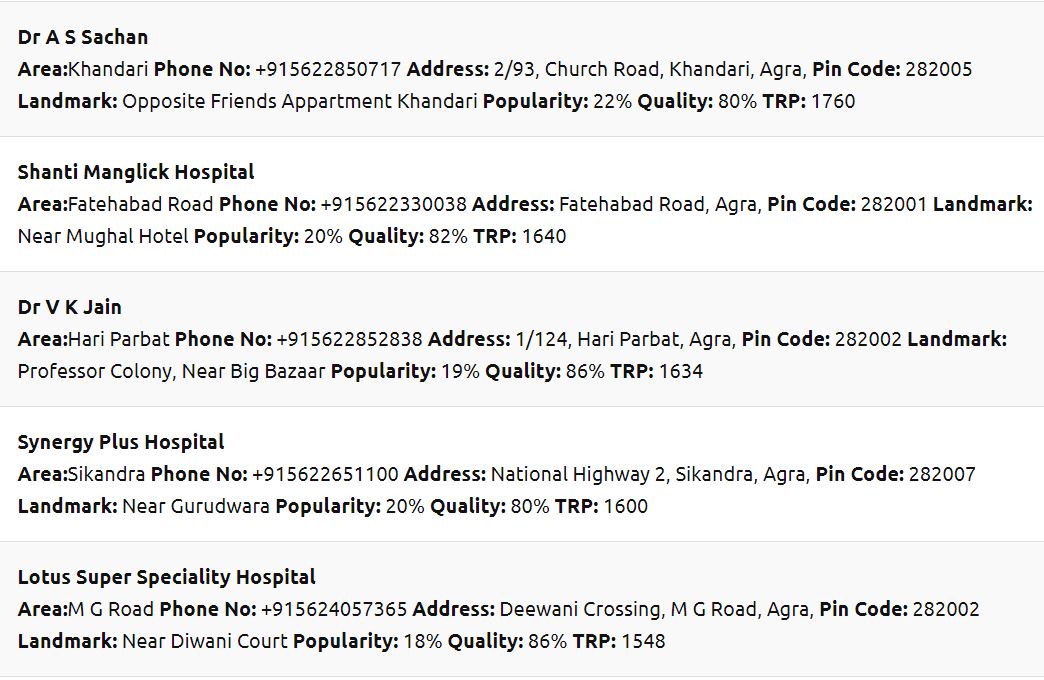 Dr A S Sachan
Area:Khandari Phone No: +915622850717 Address: 2/93, Church Road, Khandari, Agra, Pin Code: 282005
Landmark: Opposite Friends Appartment Khandari Popularity: 22% Quality: 80% TRP: 1760
Shanti Manglick Hospital
Area:Fatehabad Road Phone No: +915622330038 Address: Fatehabad Road, Agra, Pin Code: 282001 Landmark:
Near Mughal Hotel Popularity: 20% Quality: 82% TRP: 1640
Dr V K Jain
Area:Hari Parbat Phone No: +915622852838 Address: 1/124, Hari Parbat, Agra, Pin Code: 282002 Landmark:
Professor Colony, Near Big Bazaar Popularity: 19% Quality: 86% TRP: 1634
Synergy Plus Hospital
Area:Sikandra Phone No: +915622651100 Address: National Highway 2, Sikandra, Agra, Pin Code: 282007
Landmark: Near Gurudwara Popularity: 20% Quality: 80% TRP: 1600
Lotus Super Speciality Hospital
Area:M G Road Phone No: +915624057365 Address: Deewani Crossing, M G Road, Agra, Pin Code: 282002
Landmark: Near Diwani Court Popularity: 18% Quality: 86% TRP: 1548